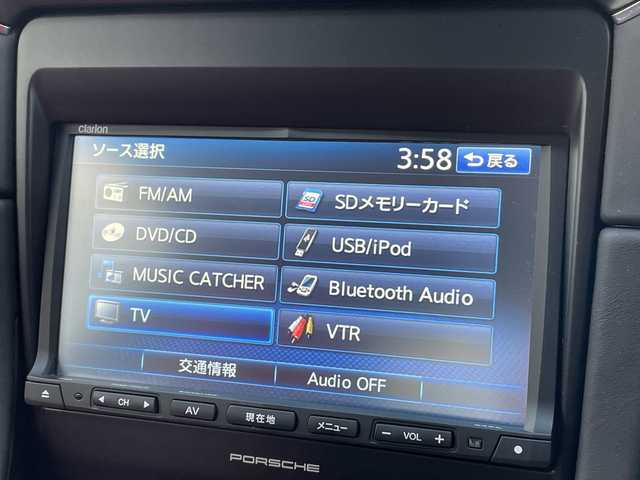 clarion
ソース選択
3:58 戻る
FM/AM
SD SDメモリーカード
DVD/CD
USB/iPod
MUSIC CATCHER
Bluetooth Audio
TV
VTR
交通情報
Audio OFF
CH
AV
現在地
メニュー
− VOL +
PORSCHE